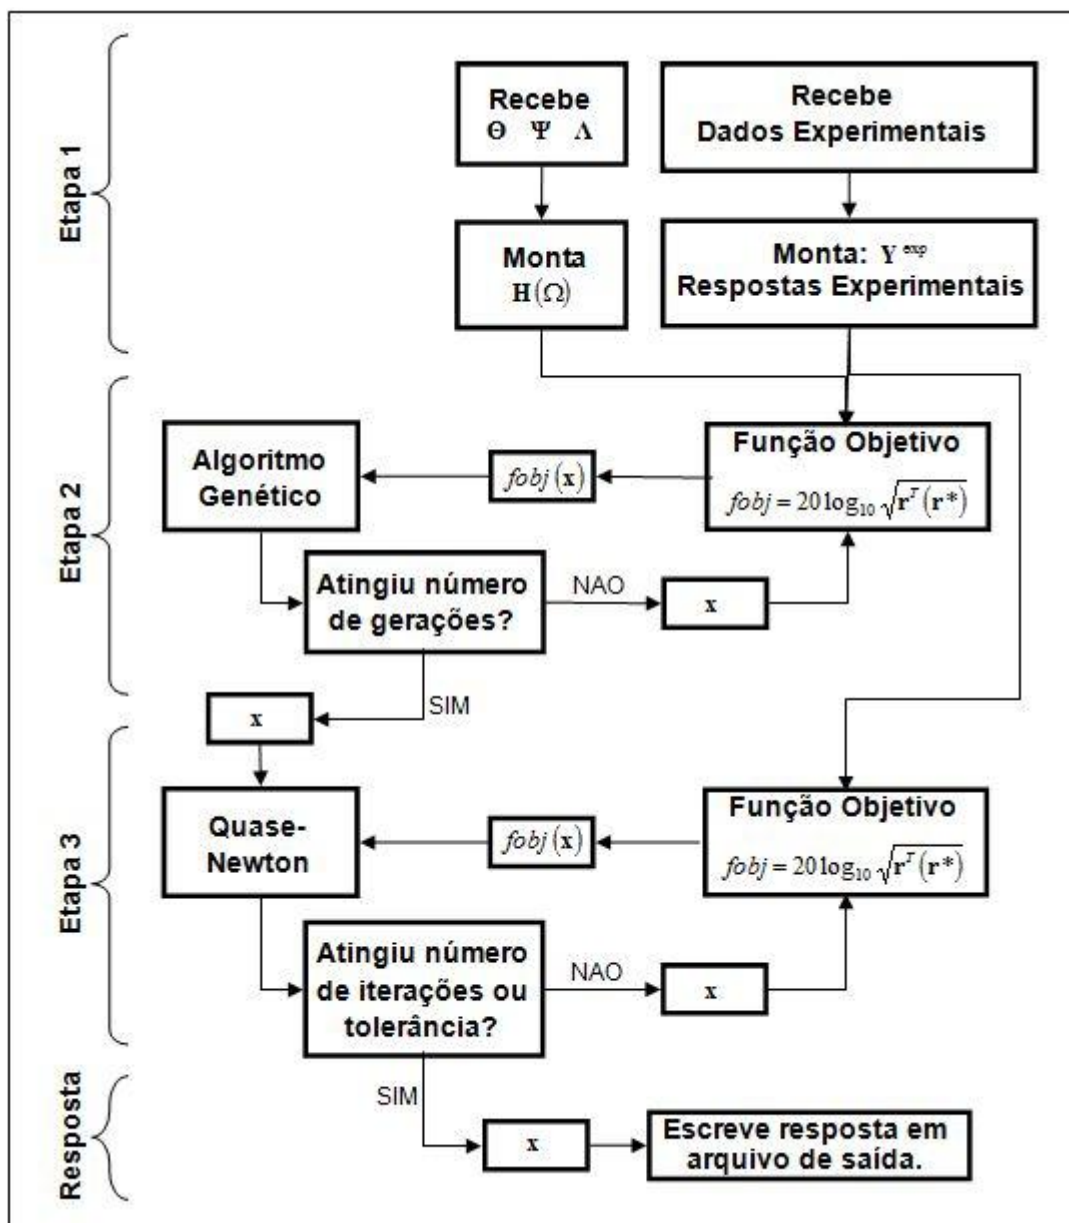 Etapa 1
Recebe
Θ Ψ Λ
Recebe
Dados Experimentais
Monta
H(Ω)
Monta: Y^exp
Respostas Experimentais
Etapa 2
Algoritmo
Genético
fobj(x)
Função Objetivo
fobj = 20log₁₀ √r^T(r*)
Atingiu número
de gerações?
NAO
x
SIM
x
Etapa 3
Quase-
Newton
fobj(x)
Função Objetivo
fobj = 20log₁₀ √r^T(r*)
Atingiu número
de iterações ou
tolerância?
NAO
x
SIM
Resposta
x
Escreve resposta em
arquivo de saída.